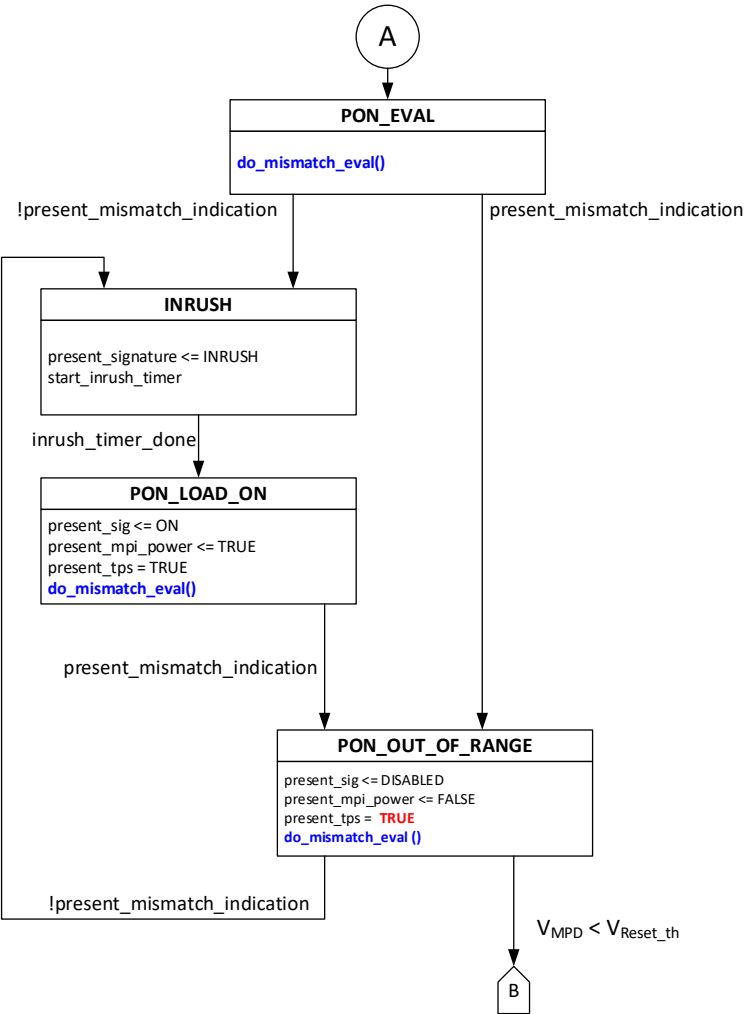 A
PON_EVAL
do_mismatch_eval()
!present_mismatch_indication
present_mismatch_indication
INRUSH
present_signature <= INRUSH
start_inrush_timer
inrush_timer_done
PON_LOAD_ON
present_sig <= ON
present_mpi_power <= TRUE
present_tps = TRUE
do_mismatch_eval()
present_mismatch_indication
PON_OUT_OF_RANGE
present_sig <= DISABLED
present_mpi_power <= FALSE
present_tps = TRUE
do_mismatch_eval ()
!present_mismatch_indication
VMPD < VReset_th
B